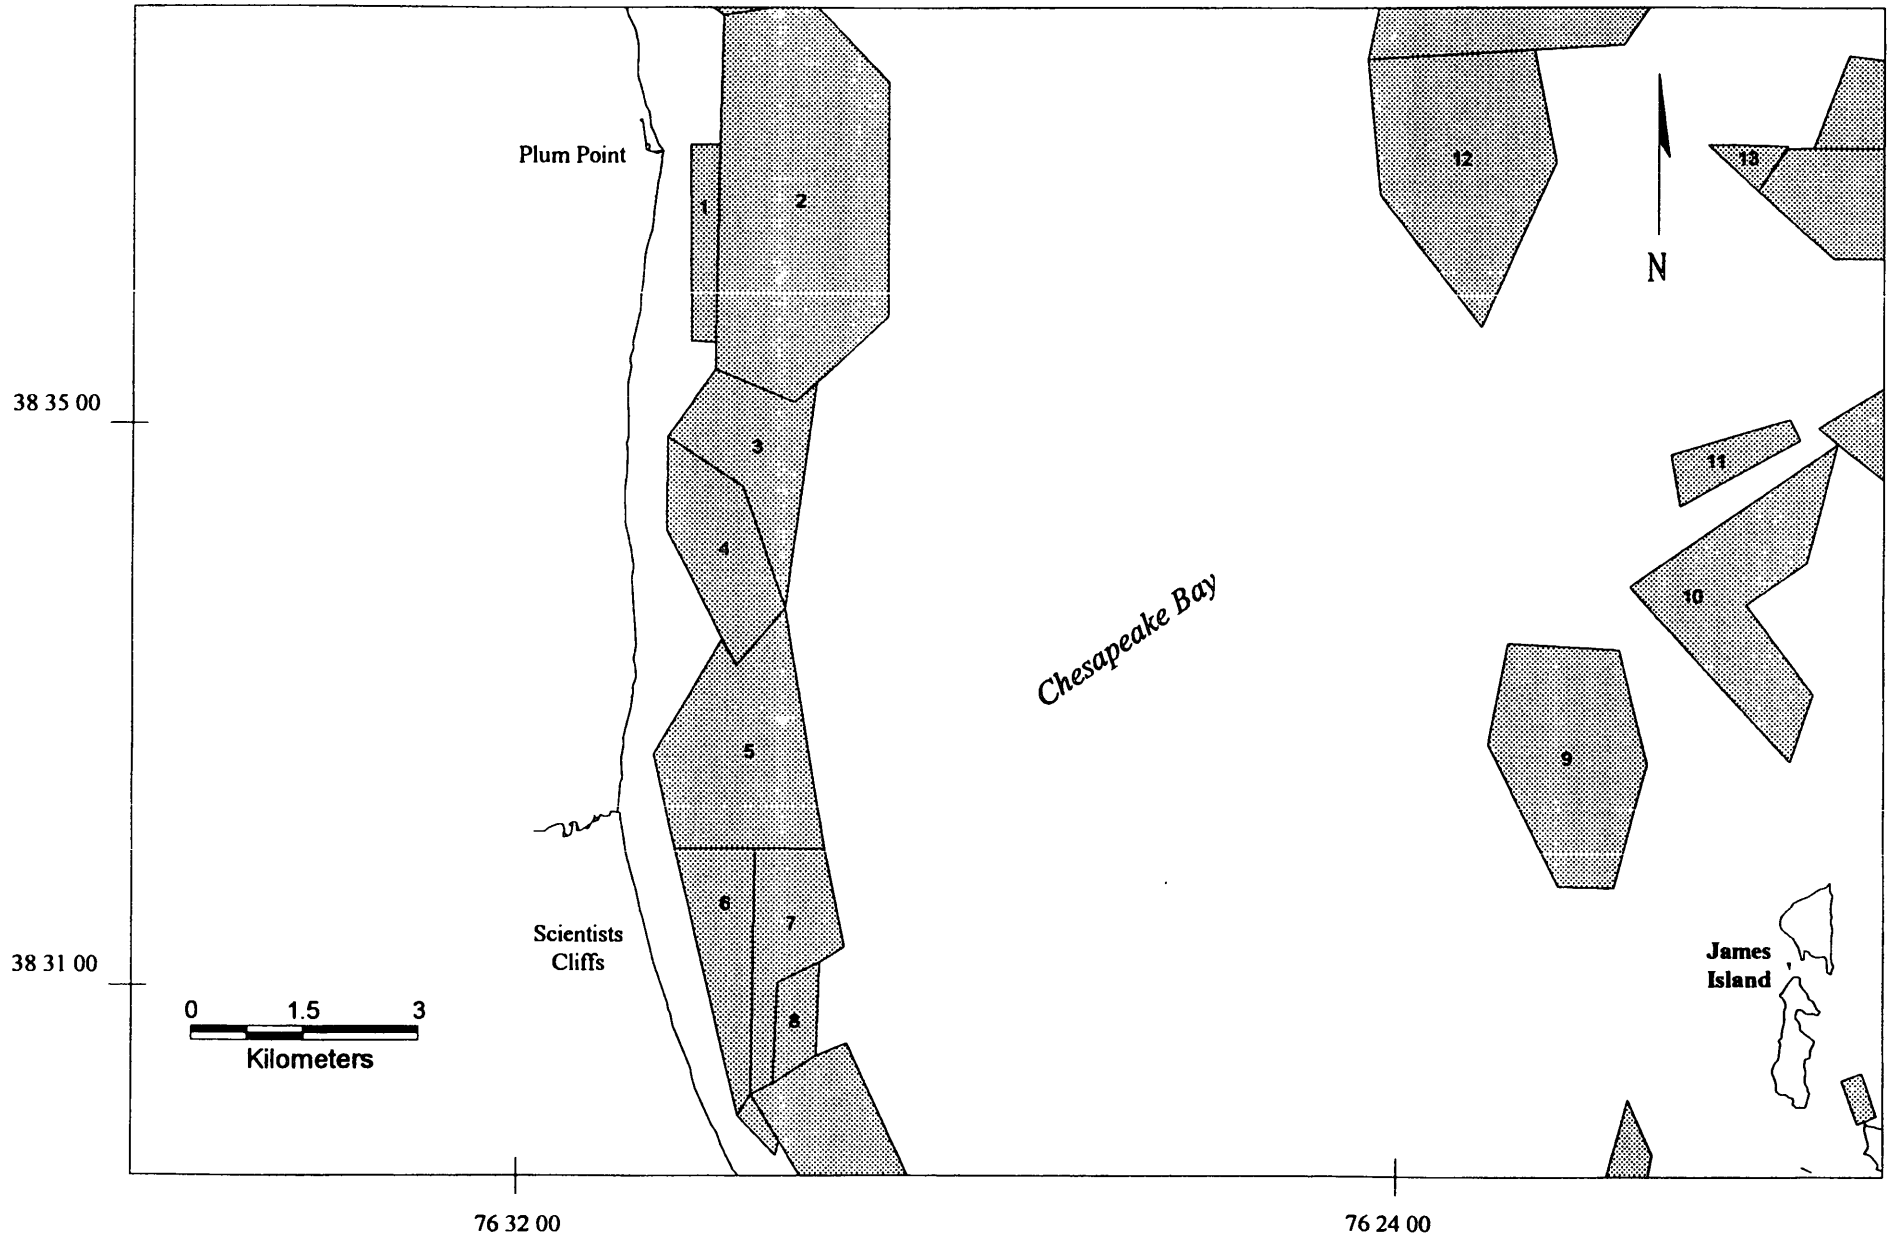 Plum Point
1
2
12
13
N
38 35 00
3
11
4
10
Chesapeake Bay
5
9
6
7
Scientists
Cliffs
James
Island
38 31 00
0 1.5 3
Kilometers
8
76 32 00
76 24 00